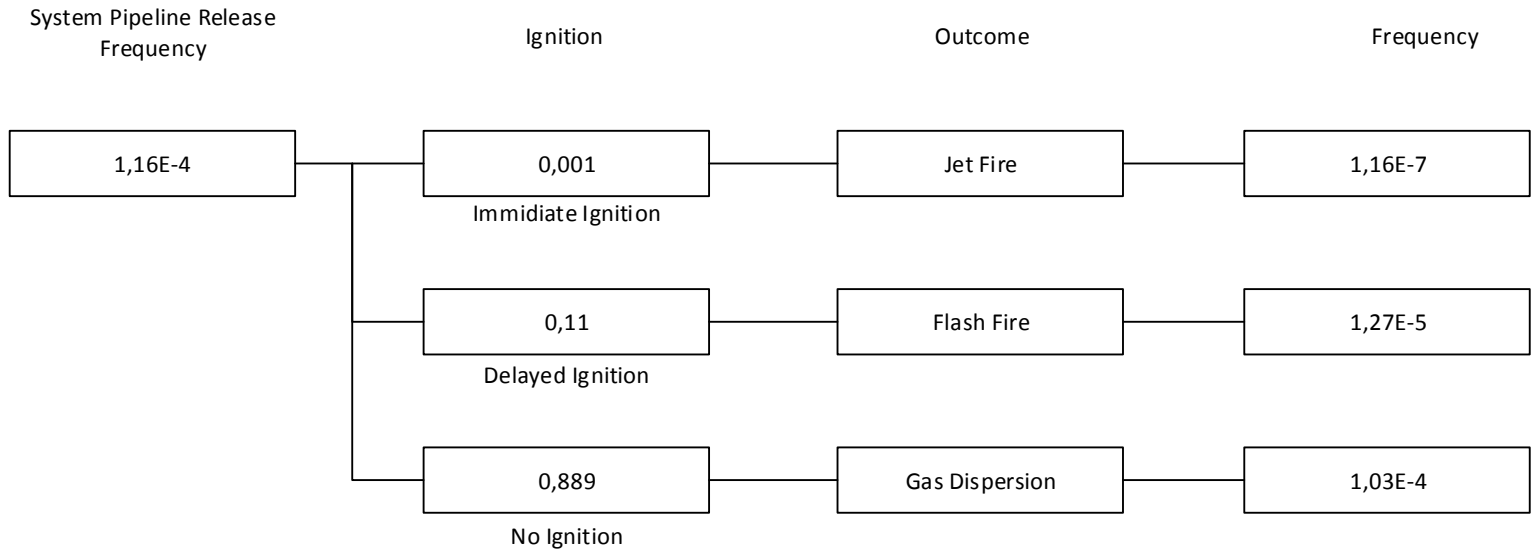 System Pipeline Release
Frequency
Ignition
Outcome
Frequency
1,16E-4
0,001
Jet Fire
1,16E-7
Immidiate Ignition
0,11
Flash Fire
1,27E-5
Delayed Ignition
0,889
Gas Dispersion
1,03E-4
No Ignition